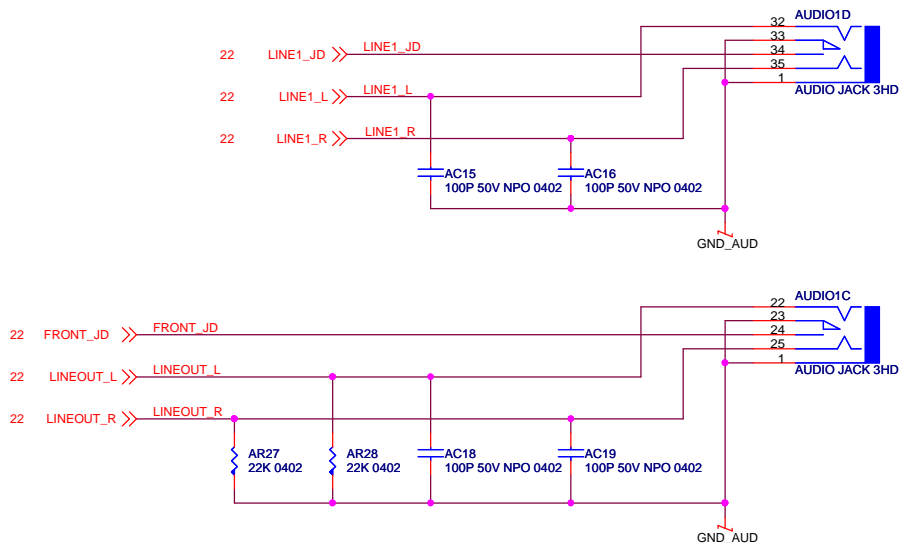 AUDIO1D
32
33
22 LINE1_JD LINE1_JD 34
35
22 LINE1_L LINE1_L 1
AUDIO JACK 3HD
22 LINE1_R LINE1_R
AC15 AC16
100P 50V NPO 0402 100P 50V NPO 0402
GND_AUD
AUDIO1C
22
23
22 FRONT_JD FRONT_JD 24
25
22 LINEOUT_L LINEOUT_L 1
AUDIO JACK 3HD
22 LINEOUT_R LINEOUT_R
AR27 AR28 AC18 AC19
22K 0402 22K 0402 100P 50V NPO 0402 100P 50V NPO 0402
GND_AUD